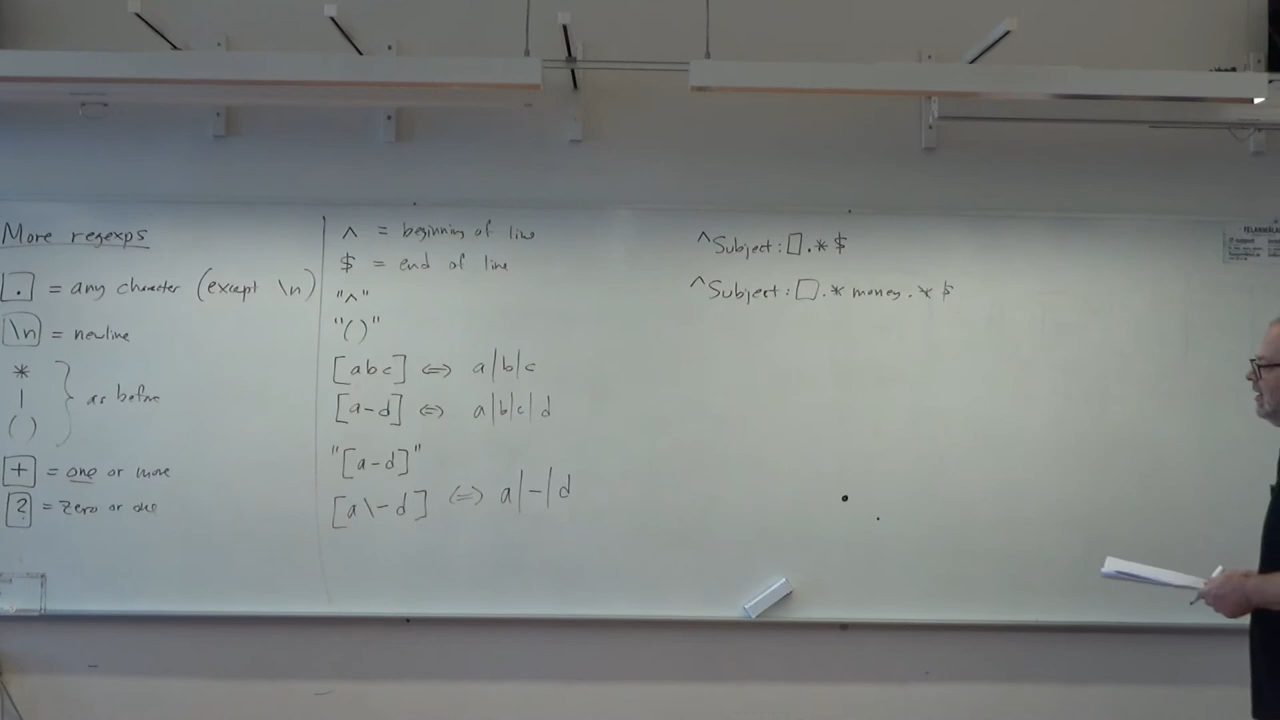 More regexps
. = any character (except \n)
\n = newline
*
|
( )
} as before
+ = one or more
? = zero or one
^ = beginning of line
$ = end of line
"^"
"()"
[abc] ⇔ a|b|c
[a-d] ⇔ a|b|c|d
"[a-d]"
[a\-d] ⇔ a|-|d
^Subject:□.*$
^Subject:□.*money.*$